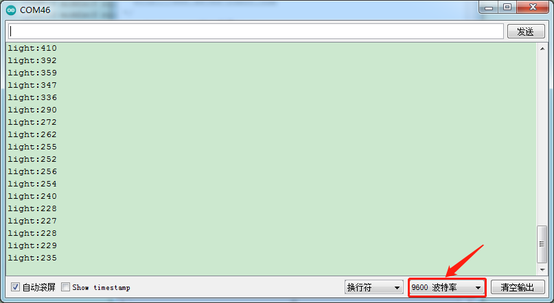 COM46
发送
light:410
light:392
light:359
light:347
light:336
light:290
light:272
light:262
light:255
light:252
light:256
light:254
light:240
light:228
light:227
light:228
light:229
light:235
自动滚屏 Show timestamp 换行符 9600 波特率 清空输出